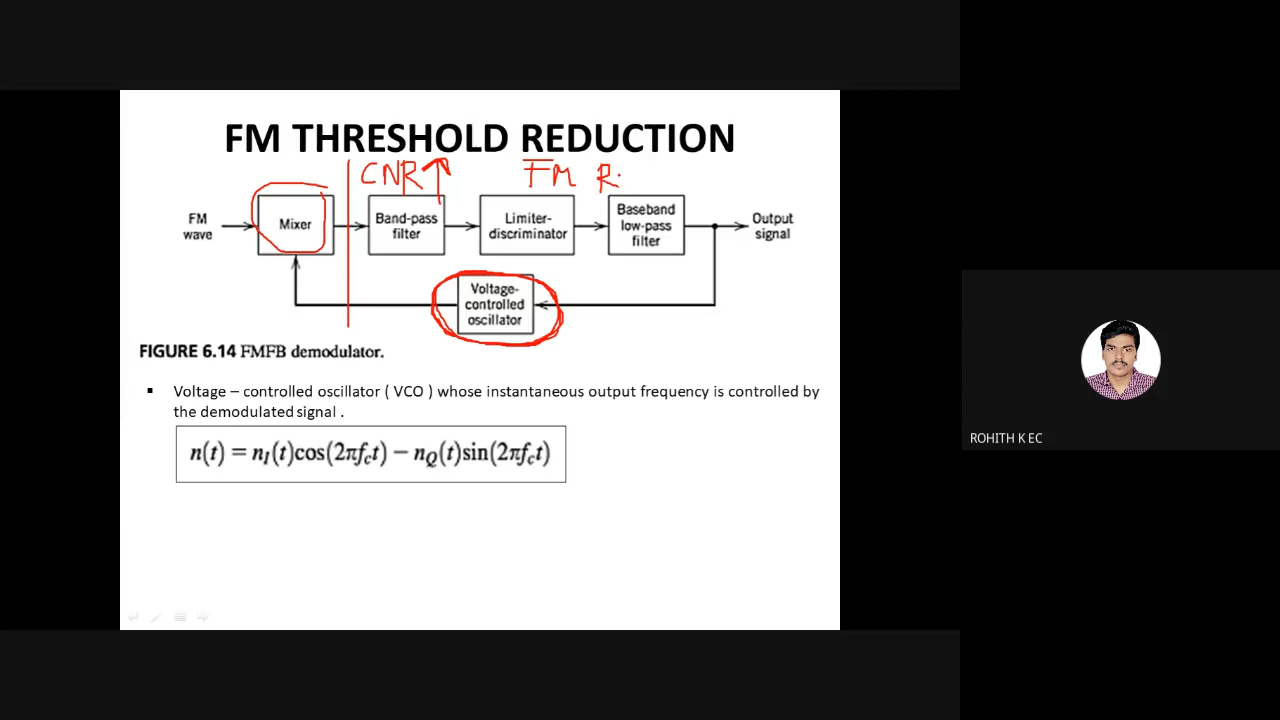 FM THRESHOLD REDUCTION
CNR↑ FM R.
FM
wave
Mixer
Band-pass
filter
Limiter-
discriminator
Baseband
low-pass
filter
Output
signal
Voltage-
controlled
oscillator
FIGURE 6.14 FMFB demodulator.
▪ Voltage – controlled oscillator ( VCO ) whose instantaneous output frequency is controlled by
the demodulated signal .
n(t) = n_I(t)cos(2πf_ct) – n_Q(t)sin(2πf_ct)
ROHITH K EC